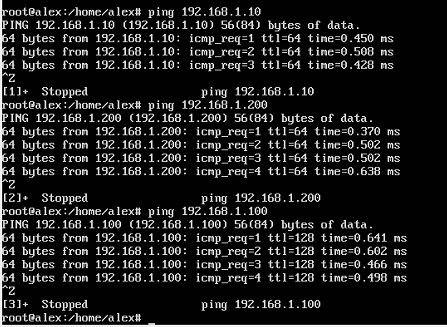 root@alex:/home/alex# ping 192.168.1.10
PING 192.168.1.10 (192.168.1.10) 56(84) bytes of data.
64 bytes from 192.168.1.10: icmp_req=1 ttl=64 time=0.450 ms
64 bytes from 192.168.1.10: icmp_req=2 ttl=64 time=0.508 ms
64 bytes from 192.168.1.10: icmp_req=3 ttl=64 time=0.428 ms
^Z
[1]+  Stopped                 ping 192.168.1.10
root@alex:/home/alex# ping 192.168.1.200
PING 192.168.1.200 (192.168.1.200) 56(84) bytes of data.
64 bytes from 192.168.1.200: icmp_req=1 ttl=64 time=0.370 ms
64 bytes from 192.168.1.200: icmp_req=2 ttl=64 time=0.502 ms
64 bytes from 192.168.1.200: icmp_req=3 ttl=64 time=0.502 ms
64 bytes from 192.168.1.200: icmp_req=4 ttl=64 time=0.638 ms
^Z
[2]+  Stopped                 ping 192.168.1.200
root@alex:/home/alex# ping 192.168.1.100
PING 192.168.1.100 (192.168.1.100) 56(84) bytes of data.
64 bytes from 192.168.1.100: icmp_req=1 ttl=128 time=0.641 ms
64 bytes from 192.168.1.100: icmp_req=2 ttl=128 time=0.602 ms
64 bytes from 192.168.1.100: icmp_req=3 ttl=128 time=0.466 ms
64 bytes from 192.168.1.100: icmp_req=4 ttl=128 time=0.498 ms
^Z
[3]+  Stopped                 ping 192.168.1.100
root@alex:/home/alex# _